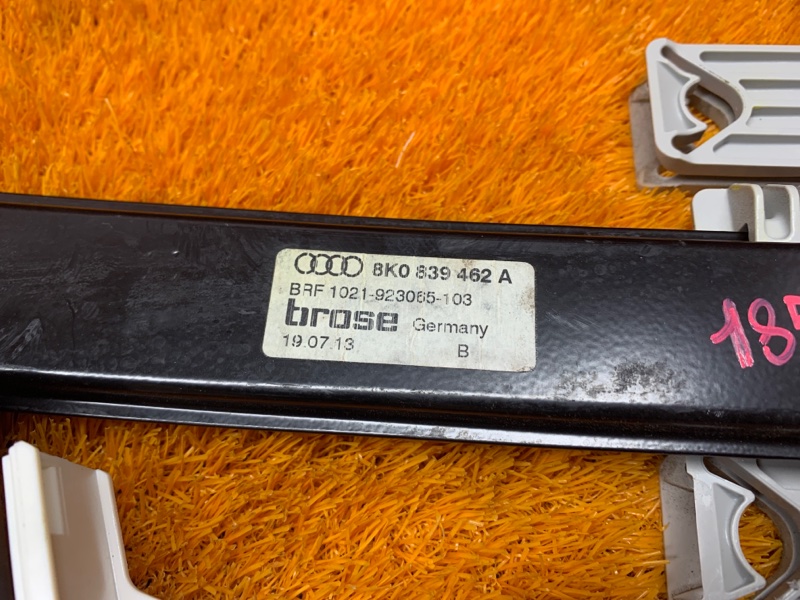 8K0 839 462 A
BRF 1021-923065-103
brose Germany
19.07.13 B